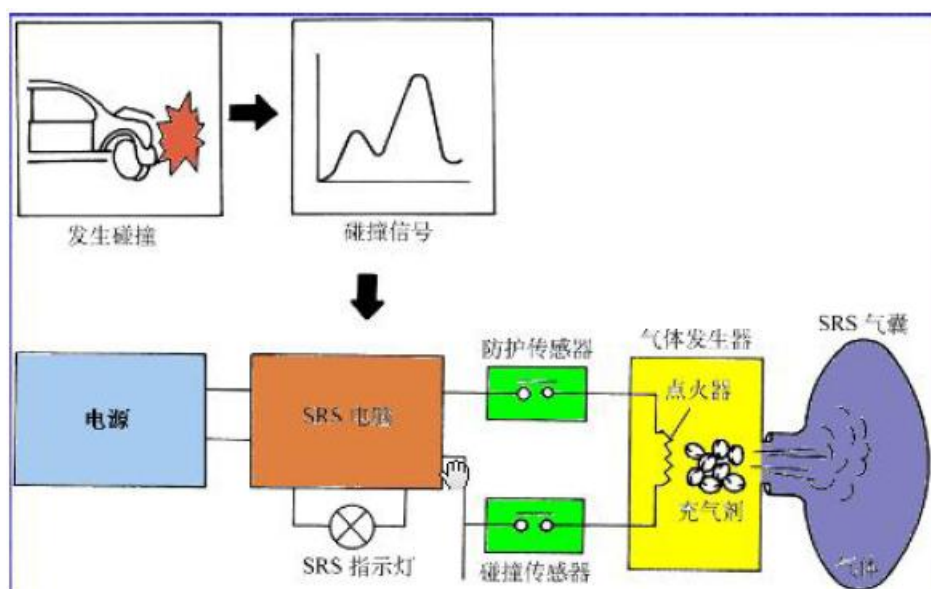 发生碰撞
碰撞信号
SRS 气囊
防护传感器
气体发生器
点火器
电源
SRS 电脑
充气剂
SRS 指示灯
碰撞传感器
气体